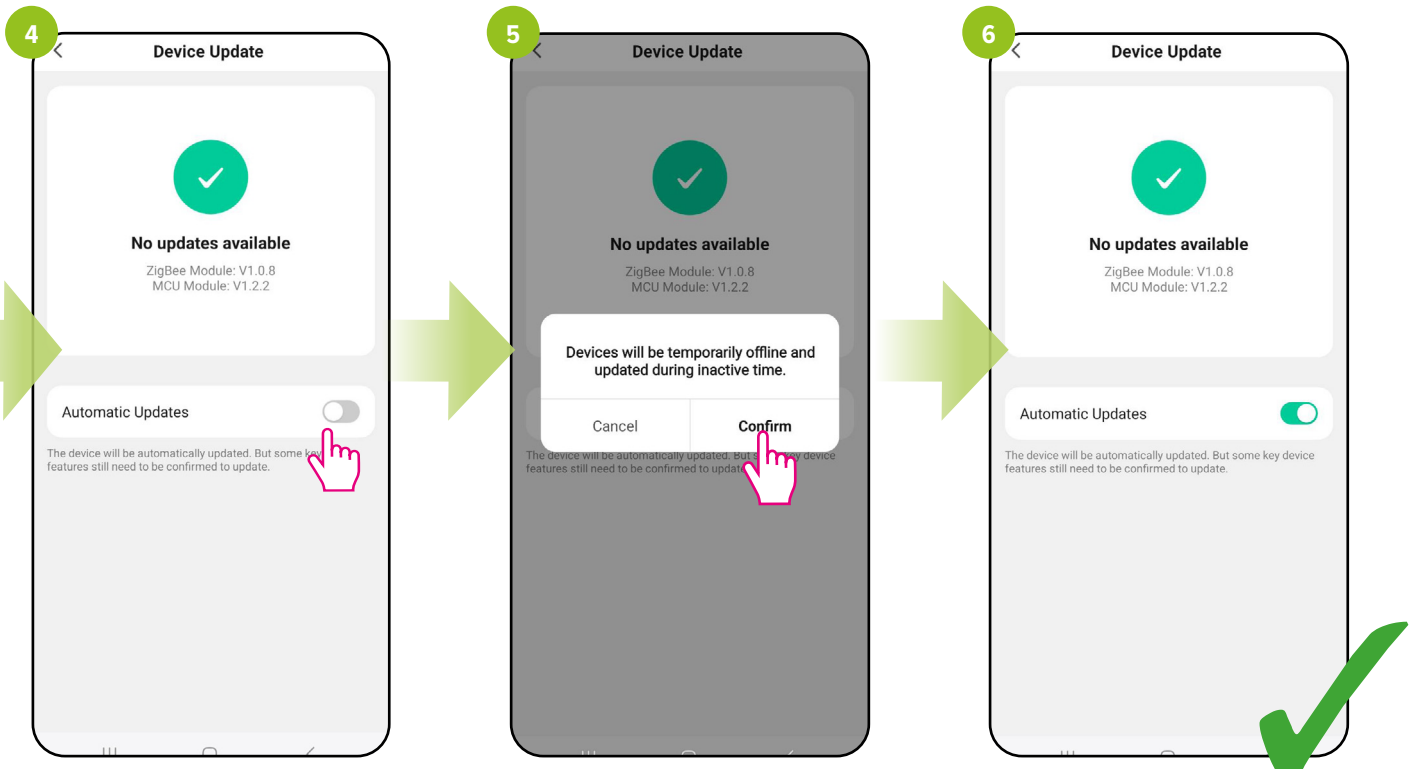 4
Device Update
No updates available
ZigBee Module: V1.0.8
MCU Module: V1.2.2
Automatic Updates
The device will be automatically updated. But some key
features still need to be confirmed to update.
5
Device Update
No updates available
ZigBee Module: V1.0.8
MCU Module: V1.2.2
Devices will be temporarily offline and
updated during inactive time.
Cancel
Confirm
The device will be automatically updated. But some key device
features still need to be confirmed to update
6
Device Update
No updates available
ZigBee Module: V1.0.8
MCU Module: V1.2.2
Automatic Updates
The device will be automatically updated. But some key device
features still need to be confirmed to update.